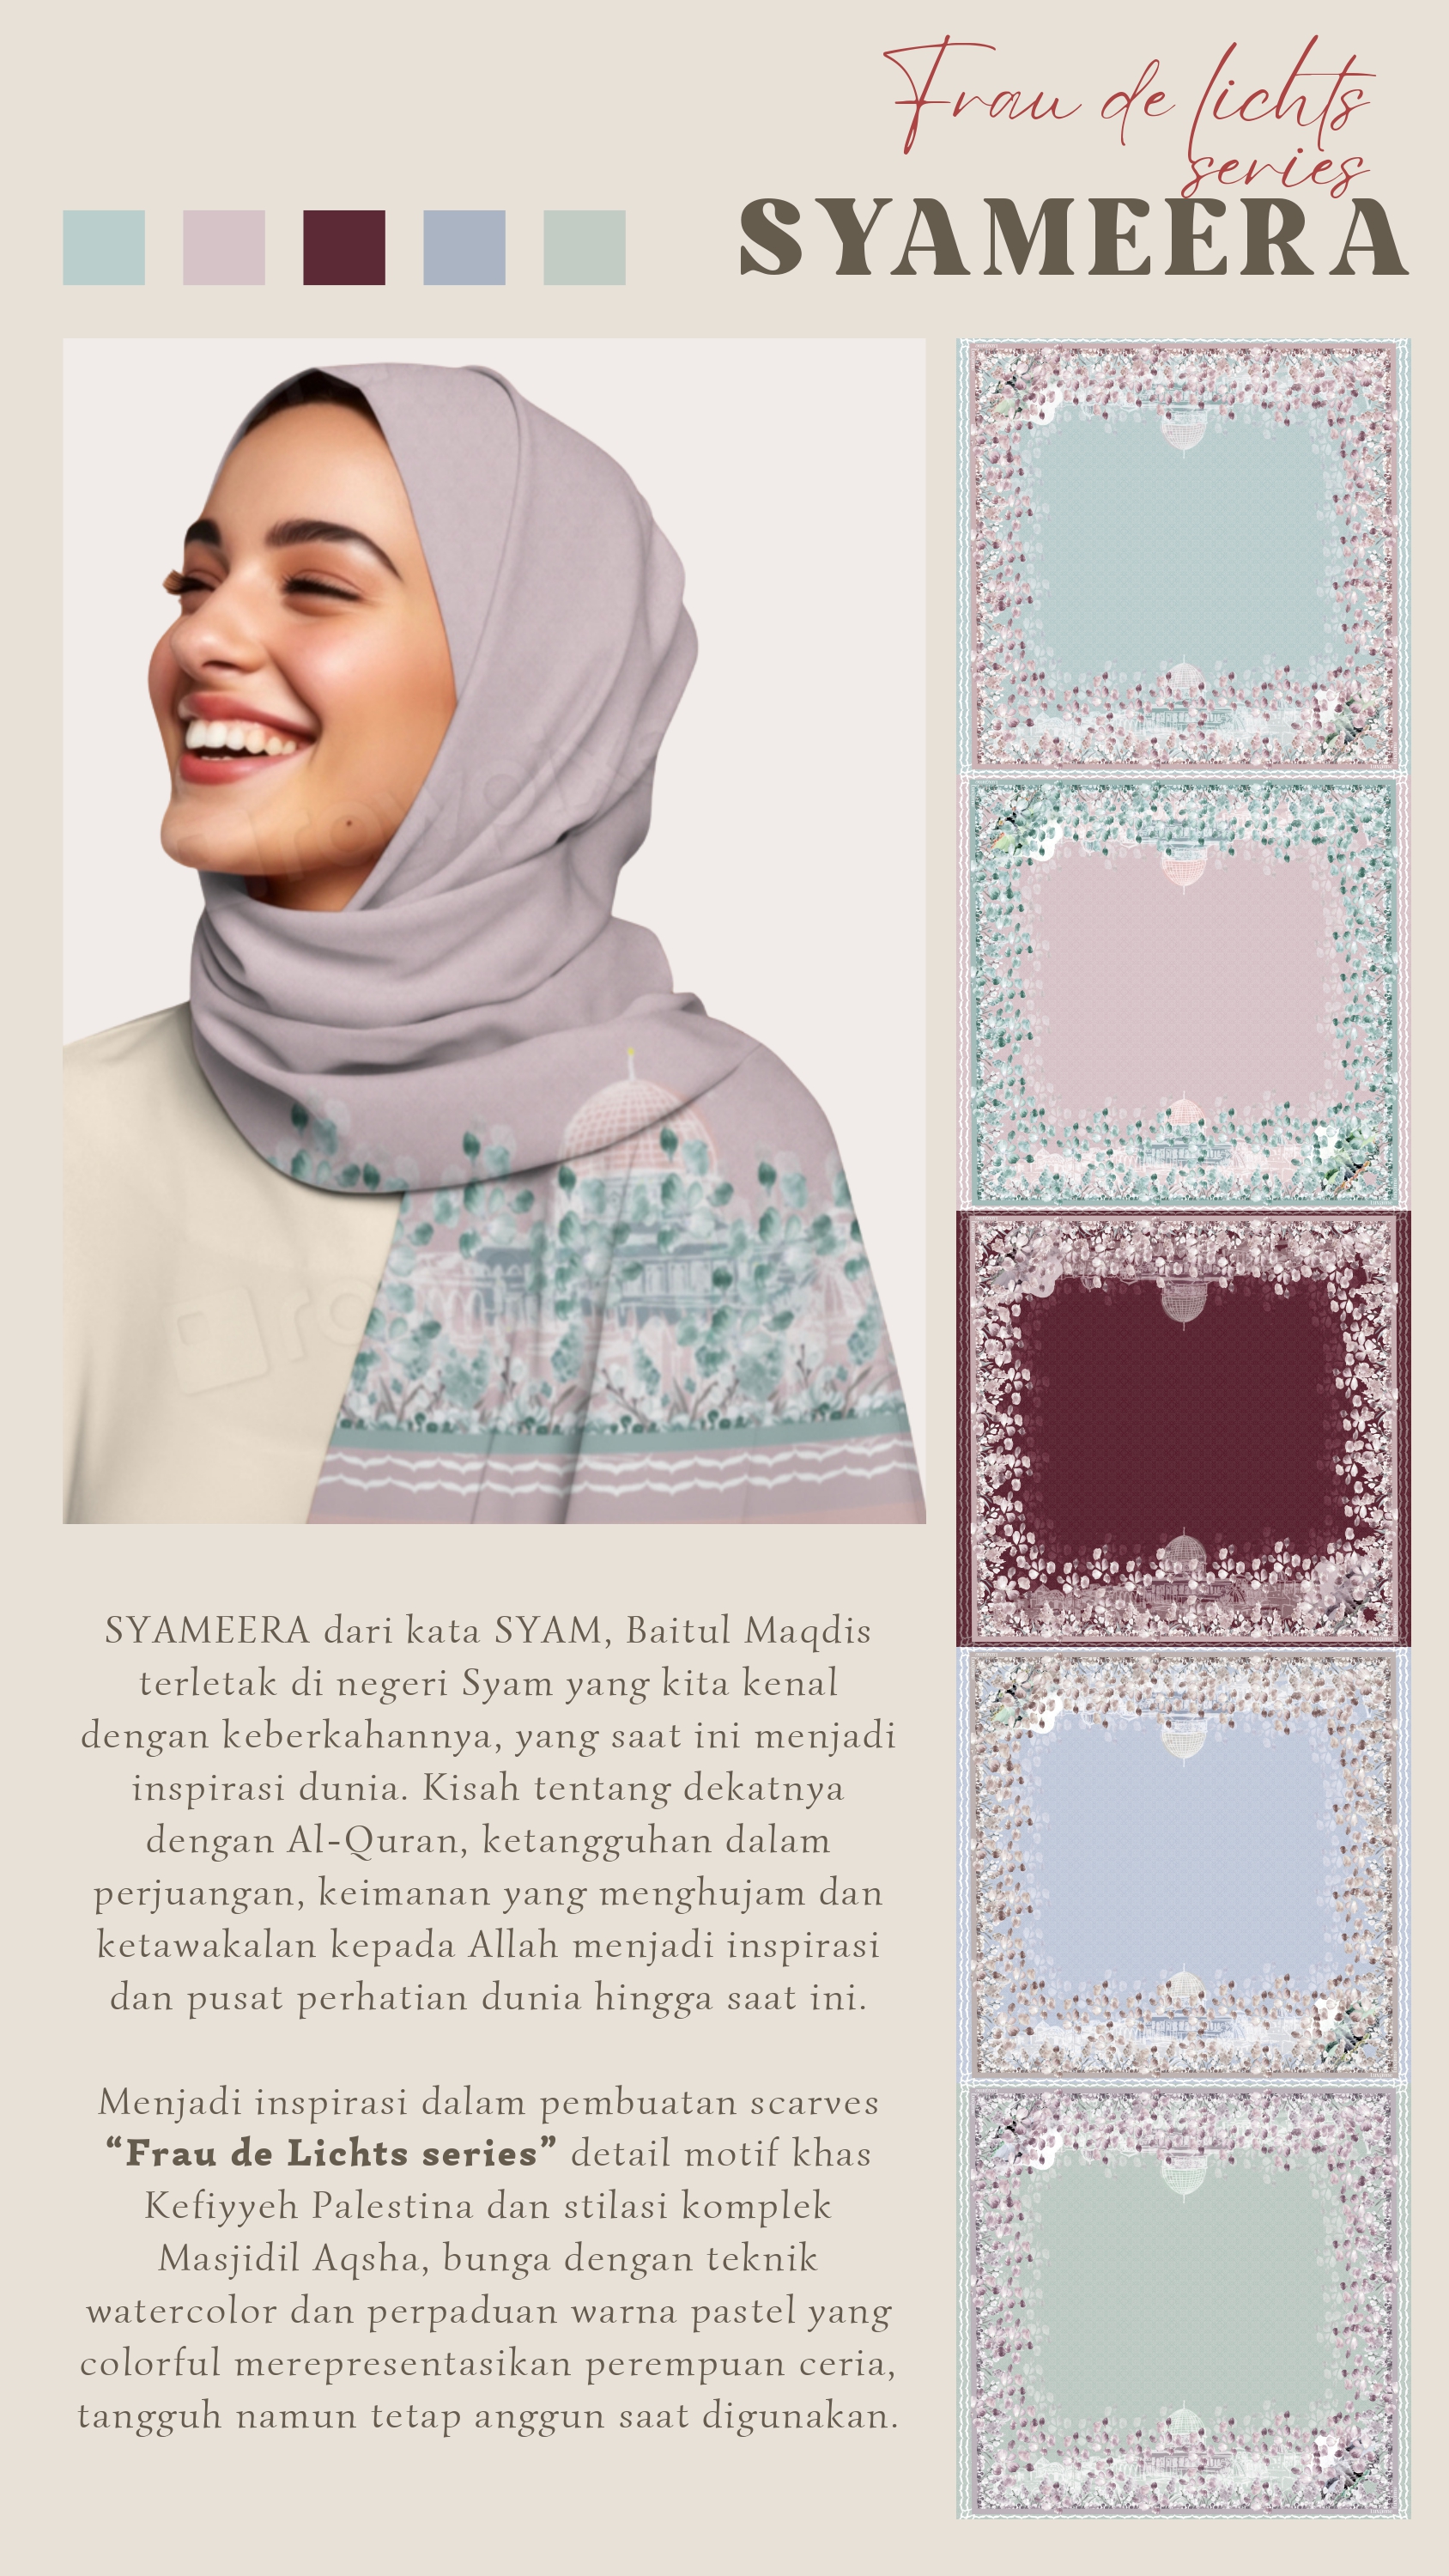 Frau de lichts
series
SYAMEERA
SYAMEERA dari kata SYAM, Baitul Maqdis
terletak di negeri Syam yang kita kenal
dengan keberkahannya, yang saat ini menjadi
inspirasi dunia. Kisah tentang dekatnya
dengan Al-Quran, ketangguhan dalam
perjuangan, keimanan yang menghujam dan
ketawakalan kepada Allah menjadi inspirasi
dan pusat perhatian dunia hingga saat ini.
Menjadi inspirasi dalam pembuatan scarves
“Frau de Lichts series” detail motif khas
Kefiyyeh Palestina dan stilasi komplek
Masjidil Aqsha, bunga dengan teknik
watercolor dan perpaduan warna pastel yang
colorful merepresentasikan perempuan ceria,
tangguh namun tetap anggun saat digunakan.